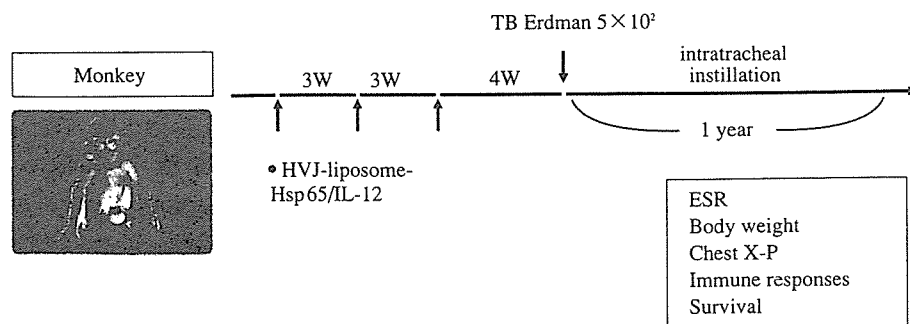 TB Erdman 5×10²
Monkey
3W
3W
4W
intratracheal
instillation
1 year
• HVJ-liposome-
Hsp65/IL-12
ESR
Body weight
Chest X-P
Immune responses
Survival